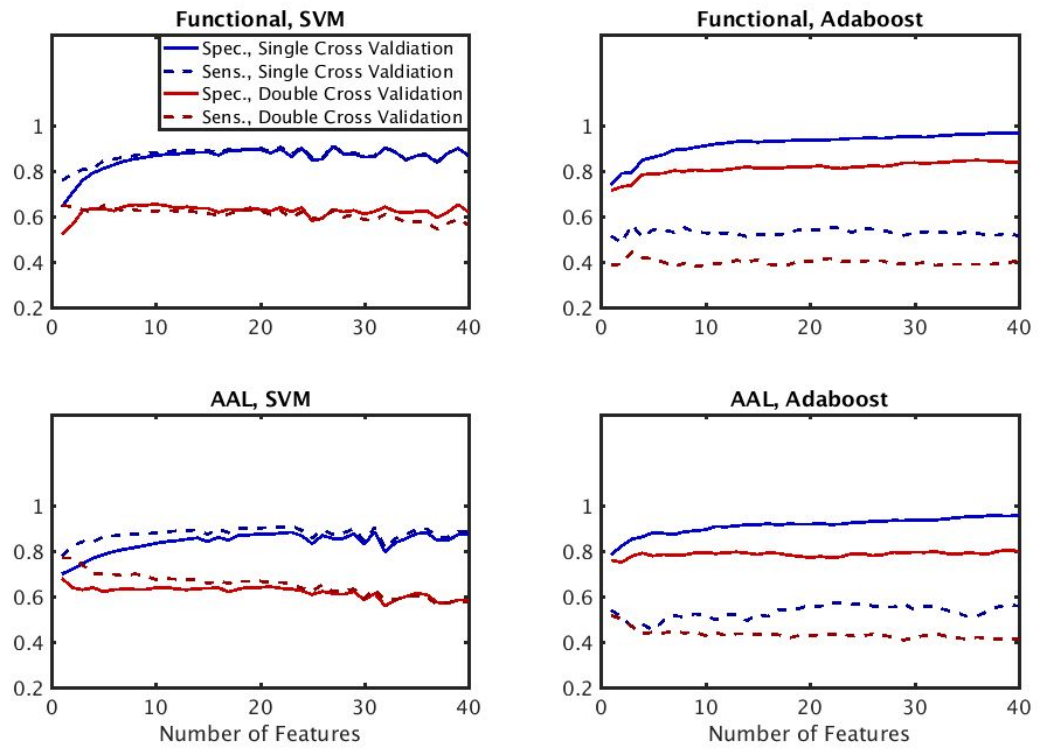 Functional, SVM
Spec., Single Cross Valdiation
Sens., Single Cross Valdiation
Spec., Double Cross Validation
Sens., Double Cross Validation
1
0.8
0.6
0.4
0.2
0 10 20 30 40
Functional, Adaboost
1
0.8
0.6
0.4
0.2
0 10 20 30 40
AAL, SVM
1
0.8
0.6
0.4
0.2
0 10 20 30 40
Number of Features
AAL, Adaboost
1
0.8
0.6
0.4
0.2
0 10 20 30 40
Number of Features